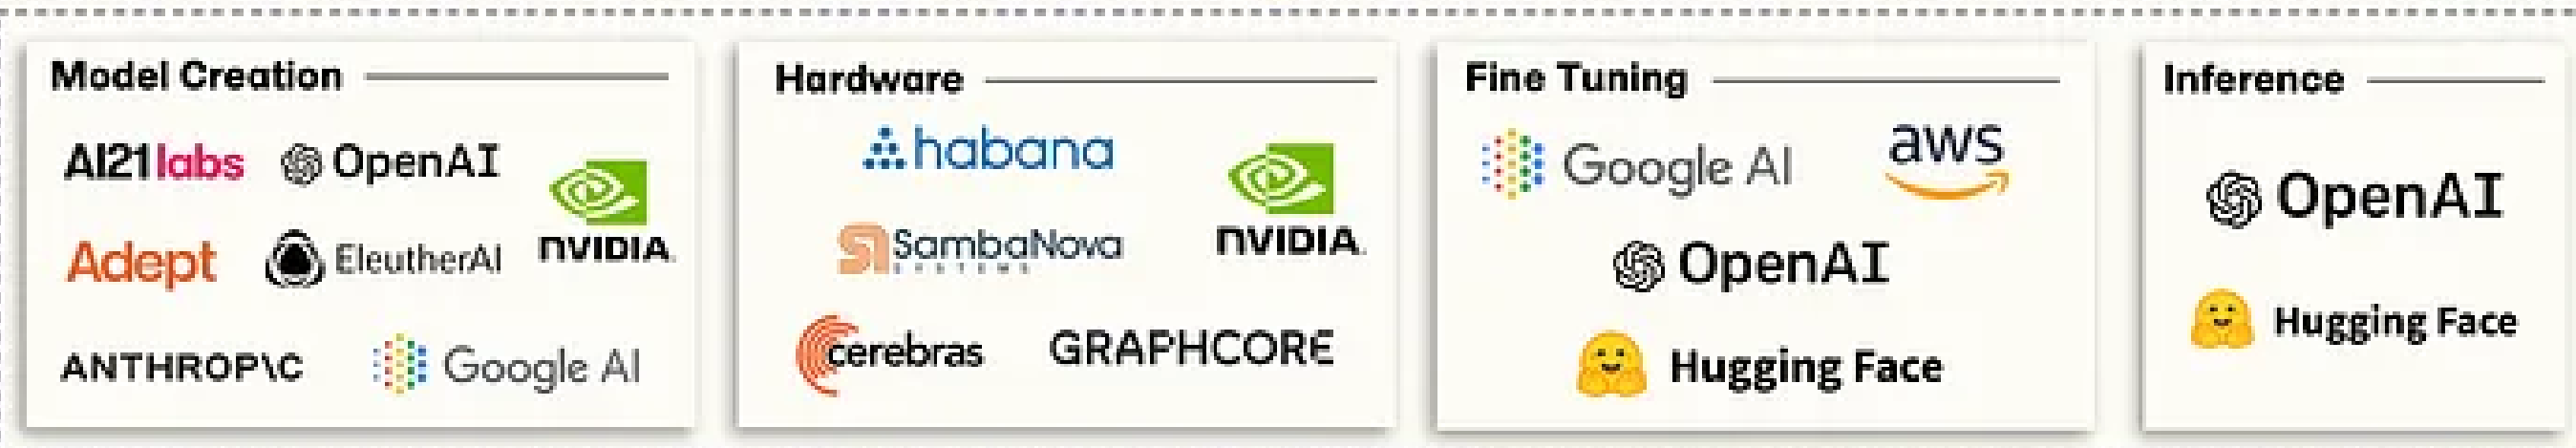 Model Creation
AI21labs
OpenAI
NVIDIA
Adept
EleutherAI
ANTHROP\C
Google AI
Hardware
habana
NVIDIA
SambaNova
SYSTEMS
cerebras
GRAPHCORE
Fine Tuning
Google AI
aws
OpenAI
Hugging Face
Inference
OpenAI
Hugging Face